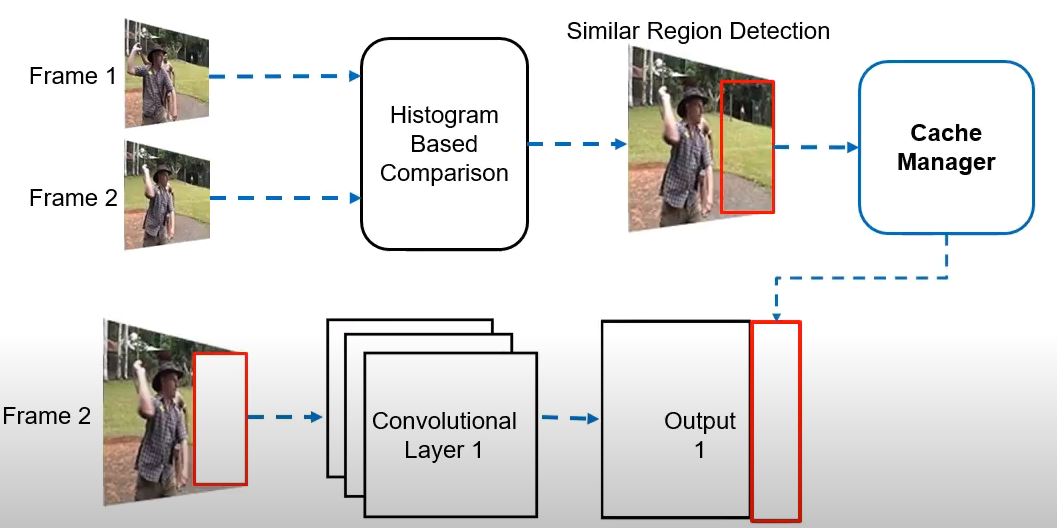 Similar Region Detection
Frame 1
Histogram
Based
Comparison
Cache
Manager
Frame 2
Frame 2
Convolutional
Layer 1
Output
1